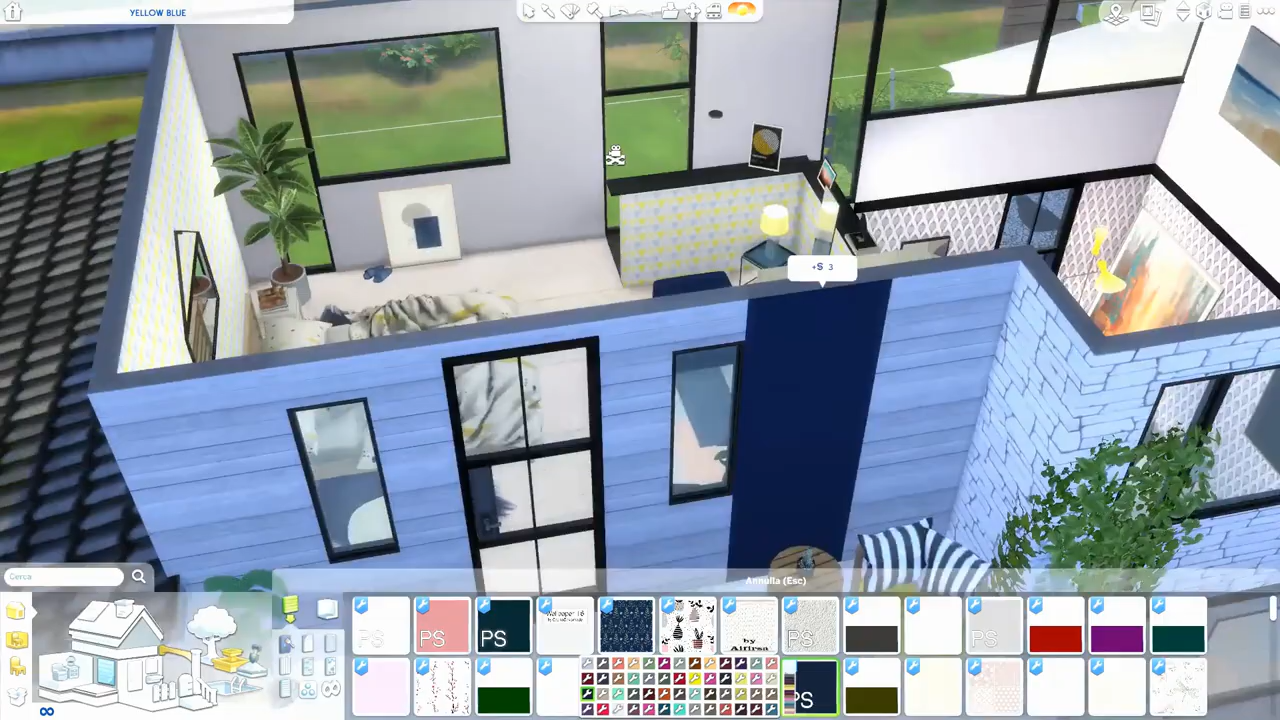 YELLOW BLUE
+S 3
Annulla (Esc)
Cerca
PS
PS
PS
Wallpaper 16
by
PS
PS
PS